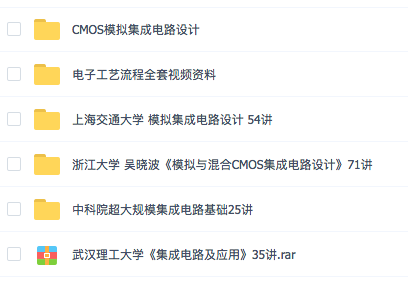 CMOS模拟集成电路设计
电子工艺流程全套视频资料
上海交通大学 模拟集成电路设计 54讲
浙江大学 吴晓波《模拟与混合CMOS集成电路设计》71讲
中科院超大规模集成电路基础25讲
武汉理工大学《集成电路及应用》35讲.rar